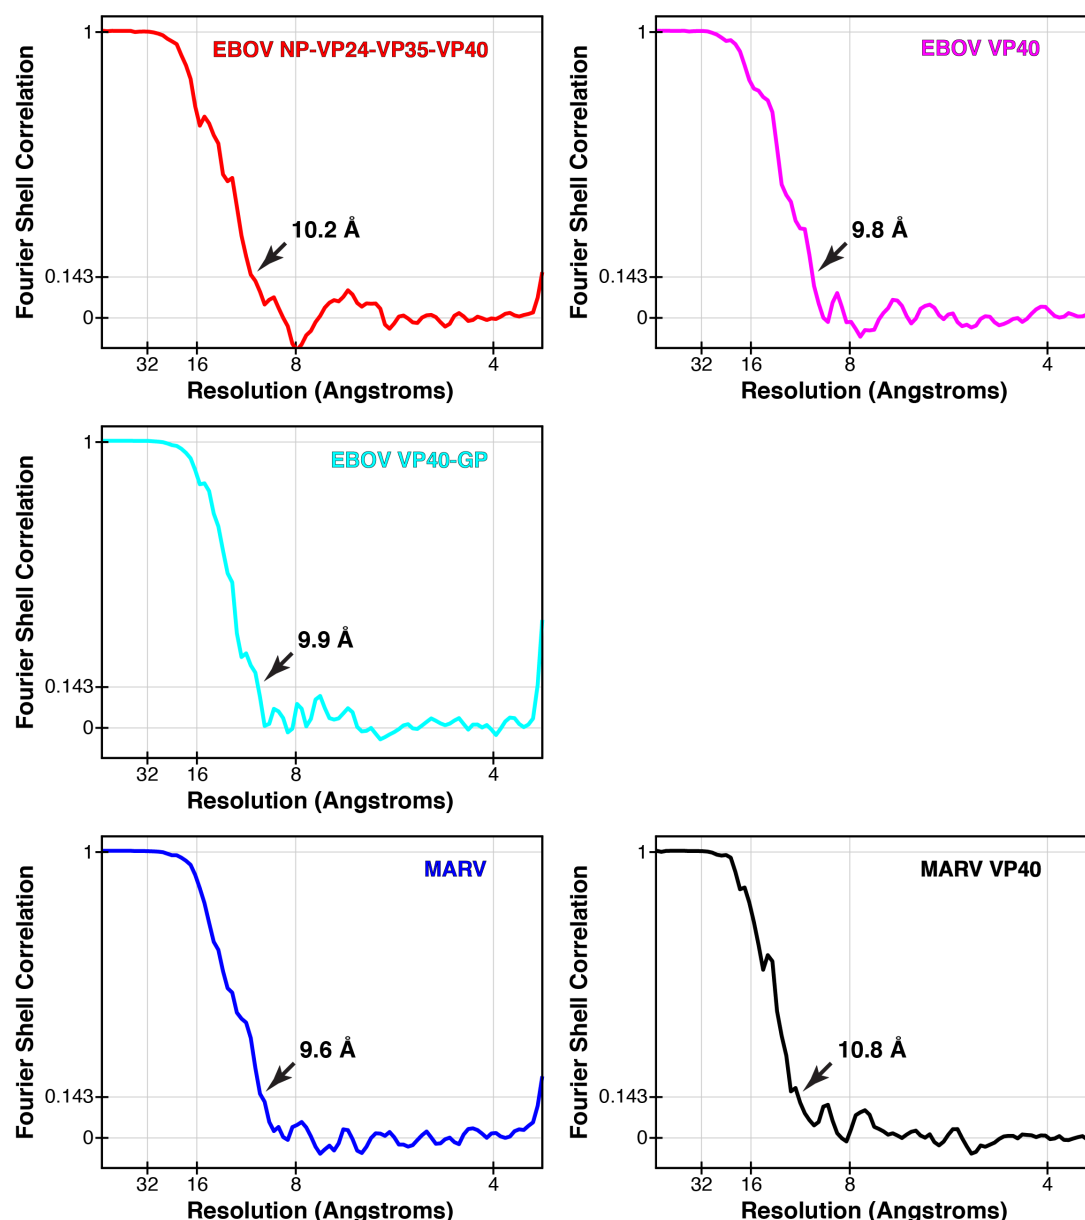 EBOV NP-VP24-VP35-VP40
Fourier Shell Correlation
1
0.143
0
10.2 Å
32 16 8 4
Resolution (Angstroms)
EBOV VP40
Fourier Shell Correlation
1
0.143
0
9.8 Å
32 16 8 4
Resolution (Angstroms)
EBOV VP40-GP
Fourier Shell Correlation
1
0.143
0
9.9 Å
32 16 8 4
Resolution (Angstroms)
MARV
Fourier Shell Correlation
1
0.143
0
9.6 Å
32 16 8 4
Resolution (Angstroms)
MARV VP40
Fourier Shell Correlation
1
0.143
0
10.8 Å
32 16 8 4
Resolution (Angstroms)